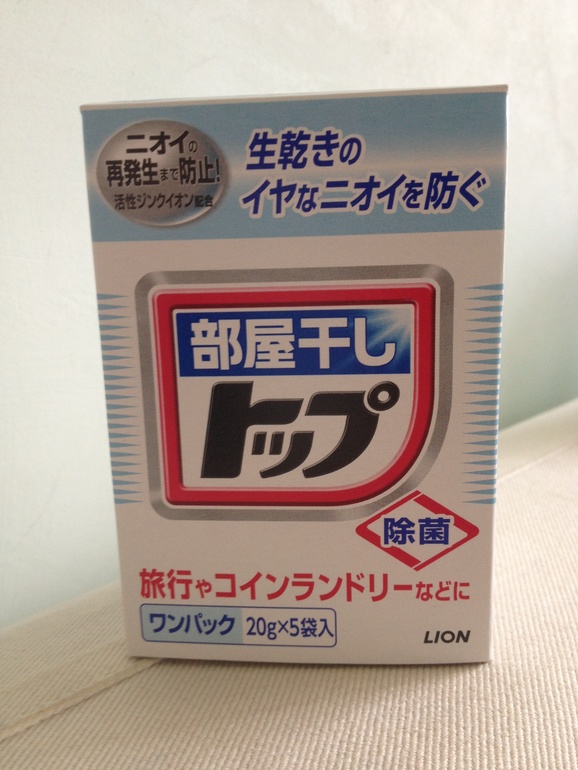 ニオイの
再発生まで防止!
活性ジンクイオン配合
生乾きの
イヤなニオイを防ぐ
部屋干し
トップ
除菌
旅行やコインランドリーなどに
ワンパック 20g×5袋入
LION